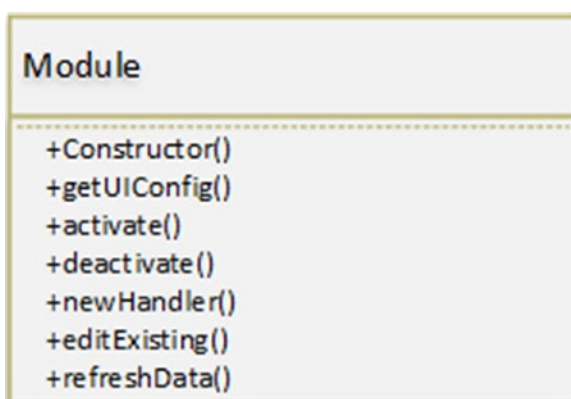 Module
+Constructor()
+getUIConfig()
+activate()
+deactivate()
+newHandler()
+editExisting()
+refreshData()